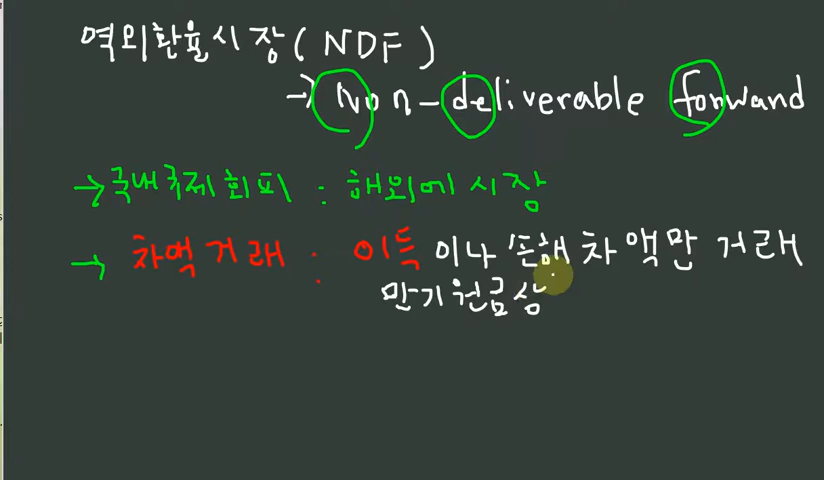 역외환율시장(NDF)
→ Non-deliverable forwand
→ 국내규제회피 : 해외에시장
→ 차액거래 : 이득이나 손해차액만 거래
만기원금상